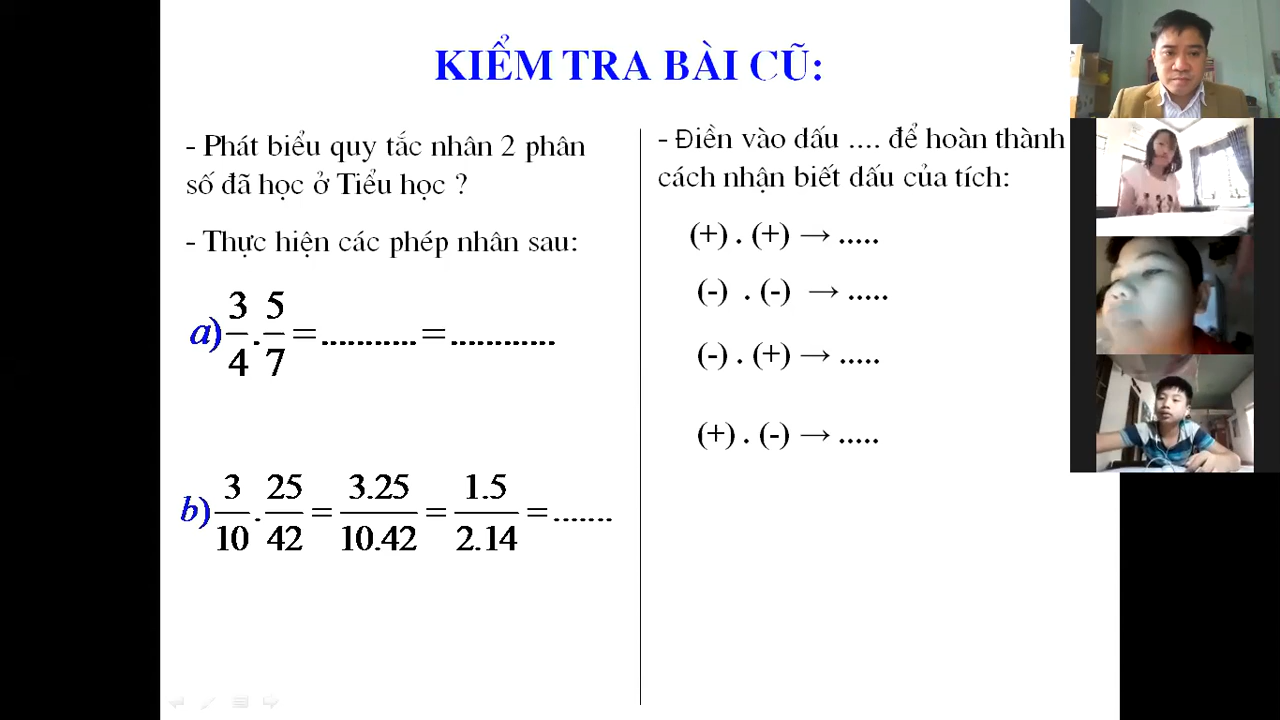 KIỂM TRA BÀI CŨ:
- Phát biểu quy tắc nhân 2 phân
số đã học ở Tiểu học ?
- Thực hiện các phép nhân sau:
a) 3/4 . 5/7 = ........... = ............
b) 3/10 . 25/42 = 3.25/10.42 = 1.5/2.14 = .......
- Điền vào dấu .... để hoàn thành
cách nhận biết dấu của tích:
(+) . (+) → .....
(-) . (-) → .....
(-) . (+) → .....
(+) . (-) → .....